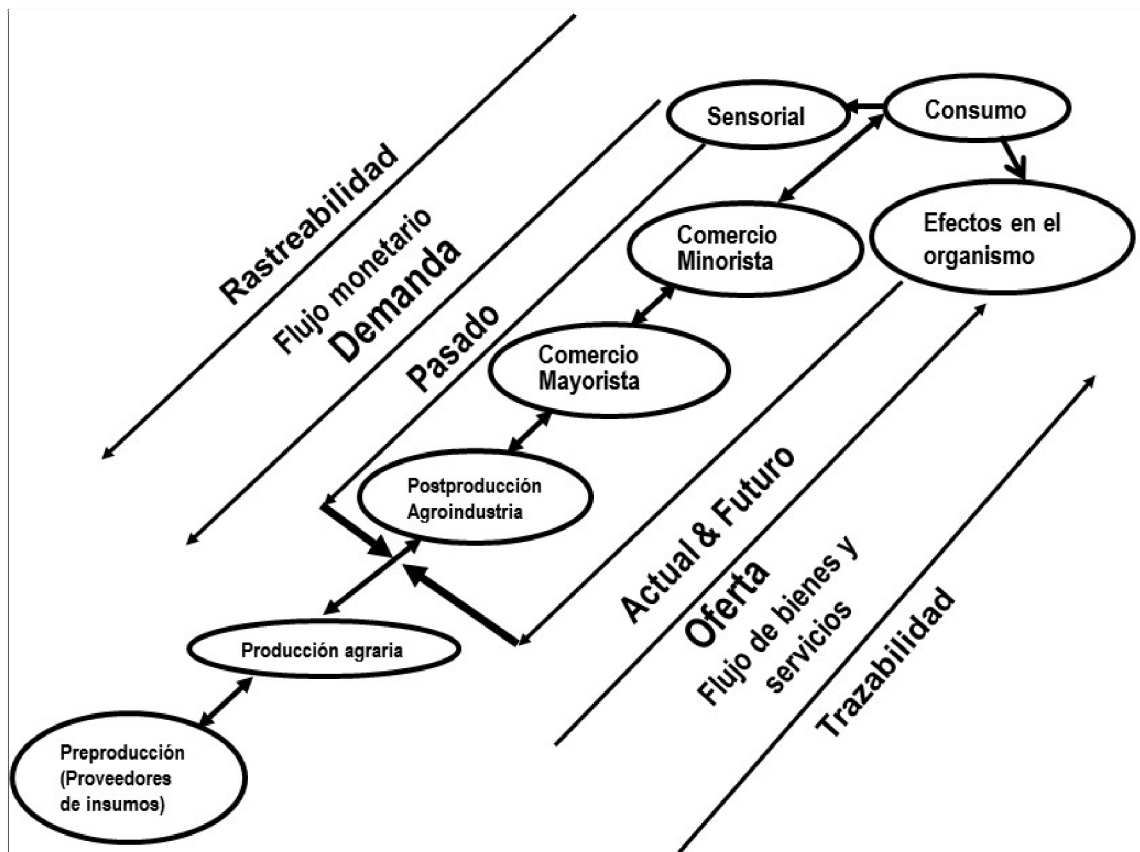 Rastreabilidad
Flujo monetario
Demanda
Pasado
Sensorial
Consumo
Efectos en el
organismo
Comercio
Minorista
Comercio
Mayorista
Postproducción
Agroindustria
Producción agraria
Preproducción
(Proveedores
de insumos)
Actual & Futuro
Oferta
Flujo de bienes y
servicios
Trazabilidad